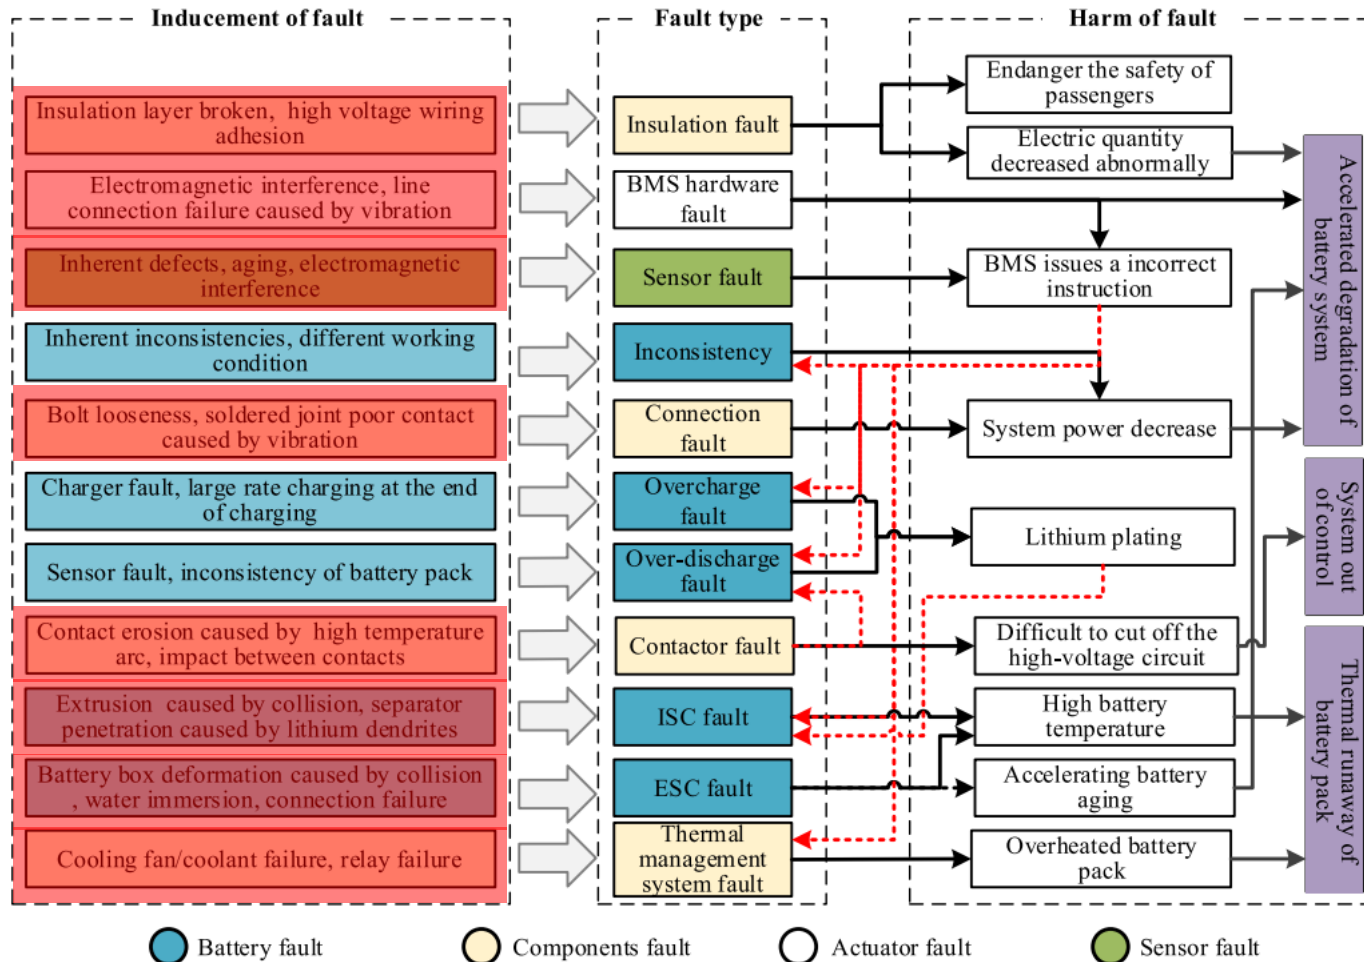 Inducement of fault
Fault type
Harm of fault
Insulation layer broken, high voltage wiring
adhesion
Insulation fault
Endanger the safety of
passengers
Electric quantity
decreased abnormally
Electromagnetic interference, line
connection failure caused by vibration
BMS hardware
fault
Inherent defects, aging, electromagnetic
interference
Sensor fault
BMS issues a incorrect
instruction
Inherent inconsistencies, different working
condition
Inconsistency
Bolt looseness, soldered joint poor contact
caused by vibration
Connection
fault
System power decrease
Charger fault, large rate charging at the end
of charging
Overcharge
fault
Lithium plating
Sensor fault, inconsistency of battery pack
Over-discharge
fault
Contact erosion caused by high temperature
arc, impact between contacts
Contactor fault
Difficult to cut off the
high-voltage circuit
Extrusion caused by collision, separator
penetration caused by lithium dendrites
ISC fault
High battery
temperature
Battery box deformation caused by collision
, water immersion, connection failure
ESC fault
Accelerating battery
aging
Cooling fan/coolant failure, relay failure
Thermal
management
system fault
Overheated battery
pack
Accelerated degradation of
battery system
System out
of control
Thermal runaway of
battery pack
Battery fault
Components fault
Actuator fault
Sensor fault